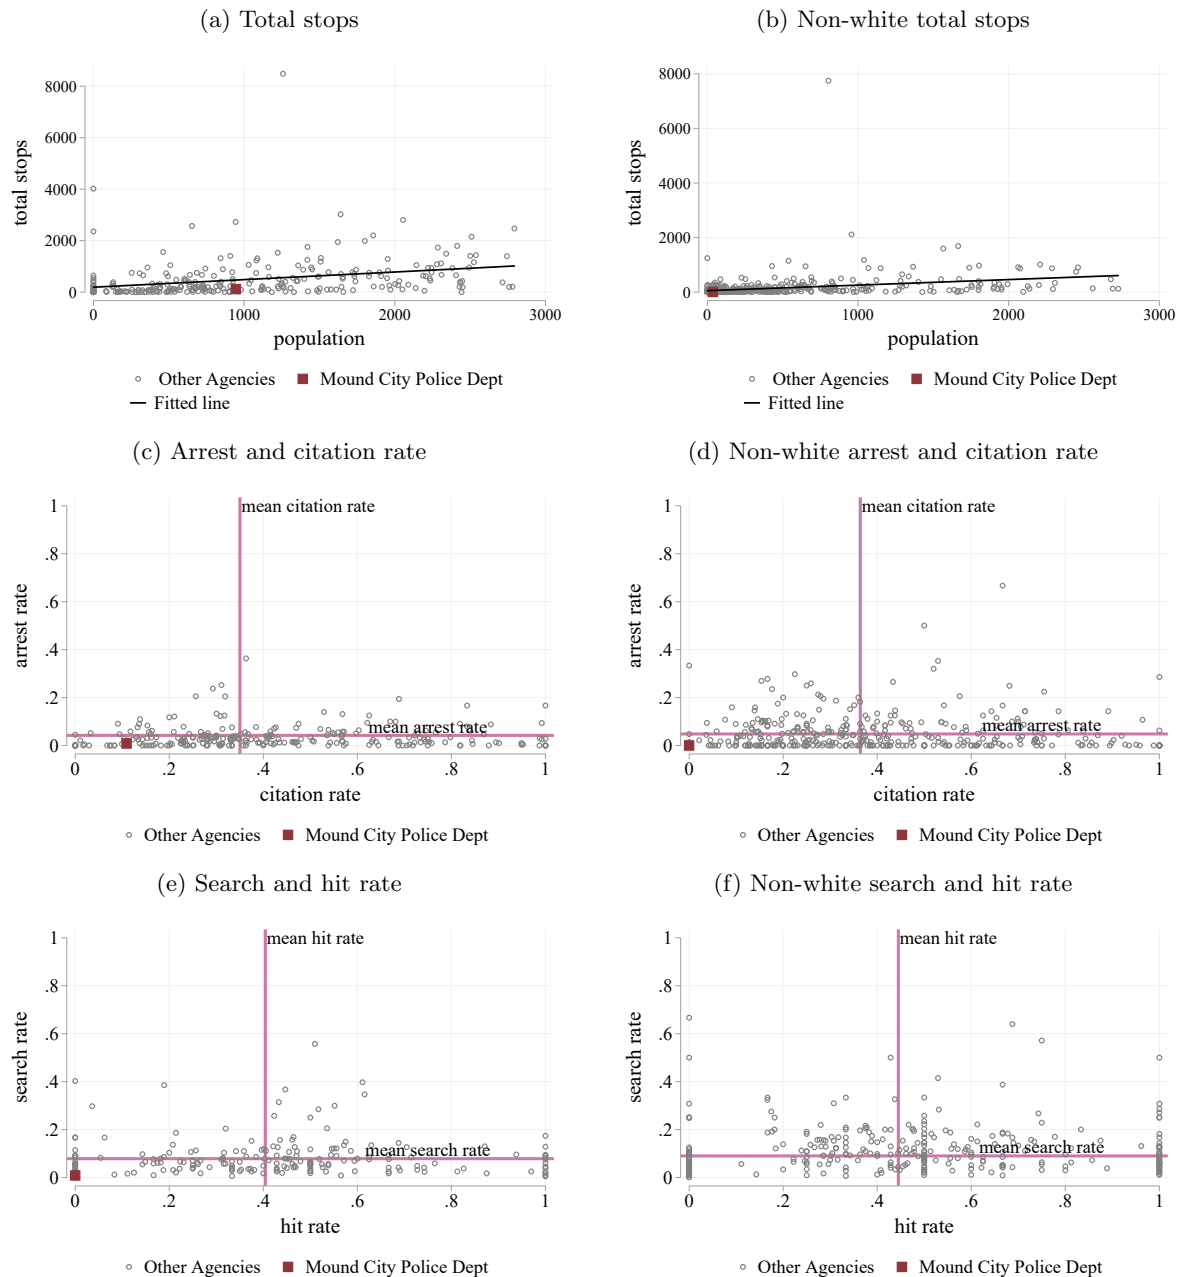 (a) Total stops
total stops
8000
6000
4000
2000
0
0 1000 2000 3000
population
Other Agencies Mound City Police Dept
Fitted line
(b) Non-white total stops
total stops
8000
6000
4000
2000
0
0 1000 2000 3000
population
Other Agencies Mound City Police Dept
Fitted line
(c) Arrest and citation rate
arrest rate
1
.8
.6
.4
.2
0
mean citation rate
mean arrest rate
0 .2 .4 .6 .8 1
citation rate
Other Agencies Mound City Police Dept
(d) Non-white arrest and citation rate
arrest rate
1
.8
.6
.4
.2
0
mean citation rate
mean arrest rate
0 .2 .4 .6 .8 1
citation rate
Other Agencies Mound City Police Dept
(e) Search and hit rate
search rate
1
.8
.6
.4
.2
0
mean hit rate
mean search rate
0 .2 .4 .6 .8 1
hit rate
Other Agencies Mound City Police Dept
(f) Non-white search and hit rate
search rate
1
.8
.6
.4
.2
0
mean hit rate
mean search rate
0 .2 .4 .6 .8 1
hit rate
Other Agencies Mound City Police Dept